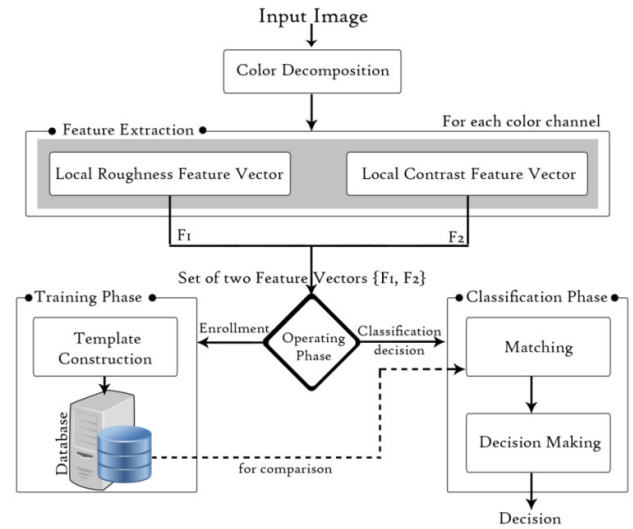 Input Image
Color Decomposition
For each color channel
Feature Extraction
Local Roughness Feature Vector
Local Contrast Feature Vector
F1
F2
Set of two Feature Vectors {F1, F2}
Training Phase
Classification Phase
Enrollment
Operating
Phase
Classification
decision
Template
Construction
Matching
Database
for comparison
Decision Making
Decision